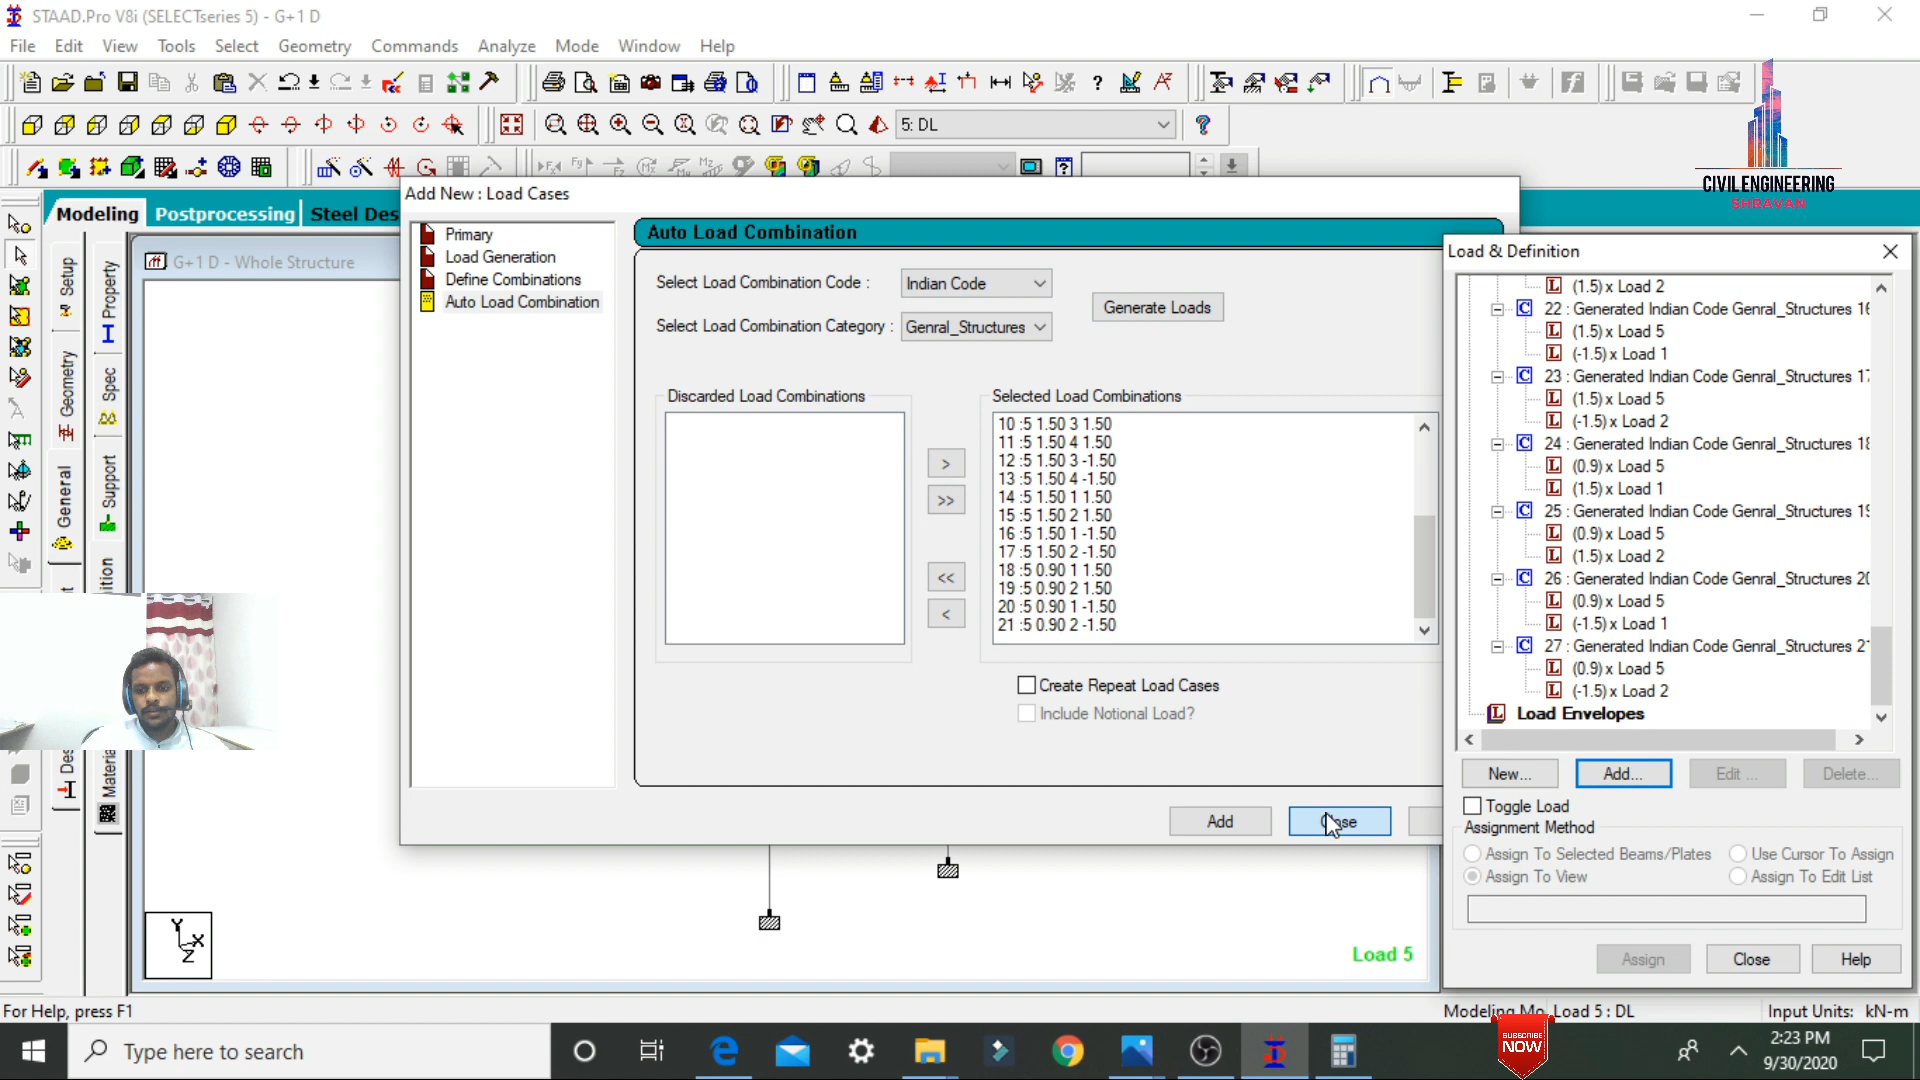 STAAD.Pro V8i (SELECTseries 5) - G+1 D
File Edit View Tools Select Geometry Commands Analyze Mode Window Help
5: DL
CIVIL ENGINEERING
SHRAVAN
Modeling Postprocessing Steel Des
Add New : Load Cases
Primary
Load Generation
Define Combinations
Auto Load Combination
Auto Load Combination
Select Load Combination Code :
Indian Code
Select Load Combination Category :
Genral_Structures
Generate Loads
Discarded Load Combinations
Selected Load Combinations
10 :5 1.50 3 1.50
11 :5 1.50 4 1.50
12 :5 1.50 3 -1.50
13 :5 1.50 4 -1.50
14 :5 1.50 1 1.50
15 :5 1.50 2 1.50
16 :5 1.50 1 -1.50
17 :5 1.50 2 -1.50
18 :5 0.90 1 1.50
19 :5 0.90 2 1.50
20 :5 0.90 1 -1.50
21 :5 0.90 2 -1.50
>
>>
<<
<
Create Repeat Load Cases
Include Notional Load?
Add
Close
G+1 D - Whole Structure
Setup
Geometry
General
Property
Spec
Support
ition
Materia
De
Y
X
Z
Load 5
Load & Definition
(1.5) x Load 2
22 : Generated Indian Code Genral_Structures 16
(1.5) x Load 5
(-1.5) x Load 1
23 : Generated Indian Code Genral_Structures 17
(1.5) x Load 5
(-1.5) x Load 2
24 : Generated Indian Code Genral_Structures 18
(0.9) x Load 5
(1.5) x Load 1
25 : Generated Indian Code Genral_Structures 19
(0.9) x Load 5
(1.5) x Load 2
26 : Generated Indian Code Genral_Structures 20
(0.9) x Load 5
(-1.5) x Load 1
27 : Generated Indian Code Genral_Structures 21
(0.9) x Load 5
(-1.5) x Load 2
Load Envelopes
New... Add... Edit ... Delete...
Toggle Load
Assignment Method
Assign To Selected Beams/Plates Use Cursor To Assign
Assign To View Assign To Edit List
Assign Close Help
For Help, press F1
Modeling Mo Load 5 : DL Input Units: kN-m
Type here to search
SUBSCRIBE
NOW
2:23 PM
9/30/2020